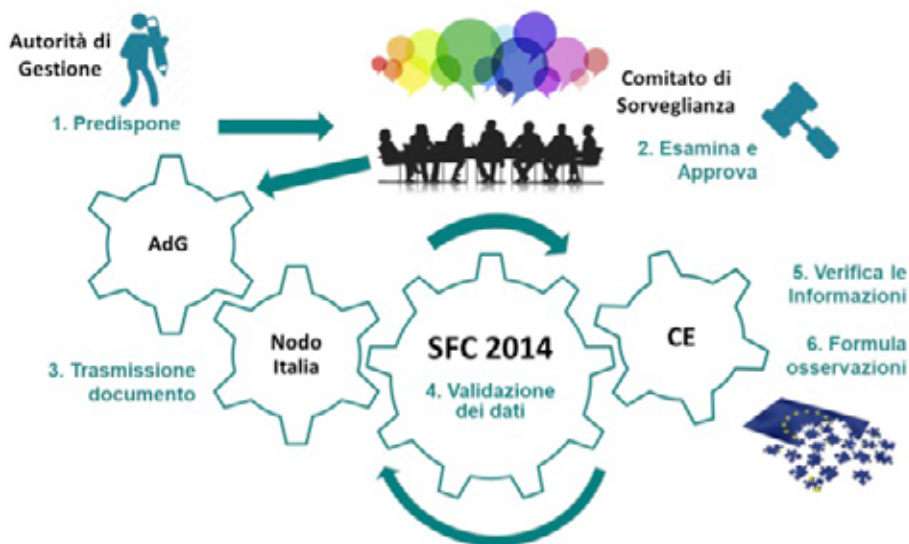 Autorità di
Gestione
1. Predispone
Comitato di
Sorveglianza
2. Esamina e
Approva
AdG
Nodo
Italia
3. Trasmissione
documento
SFC 2014
4. Validazione
dei dati
CE
5. Verifica le
Informazioni
6. Formula
osservazioni